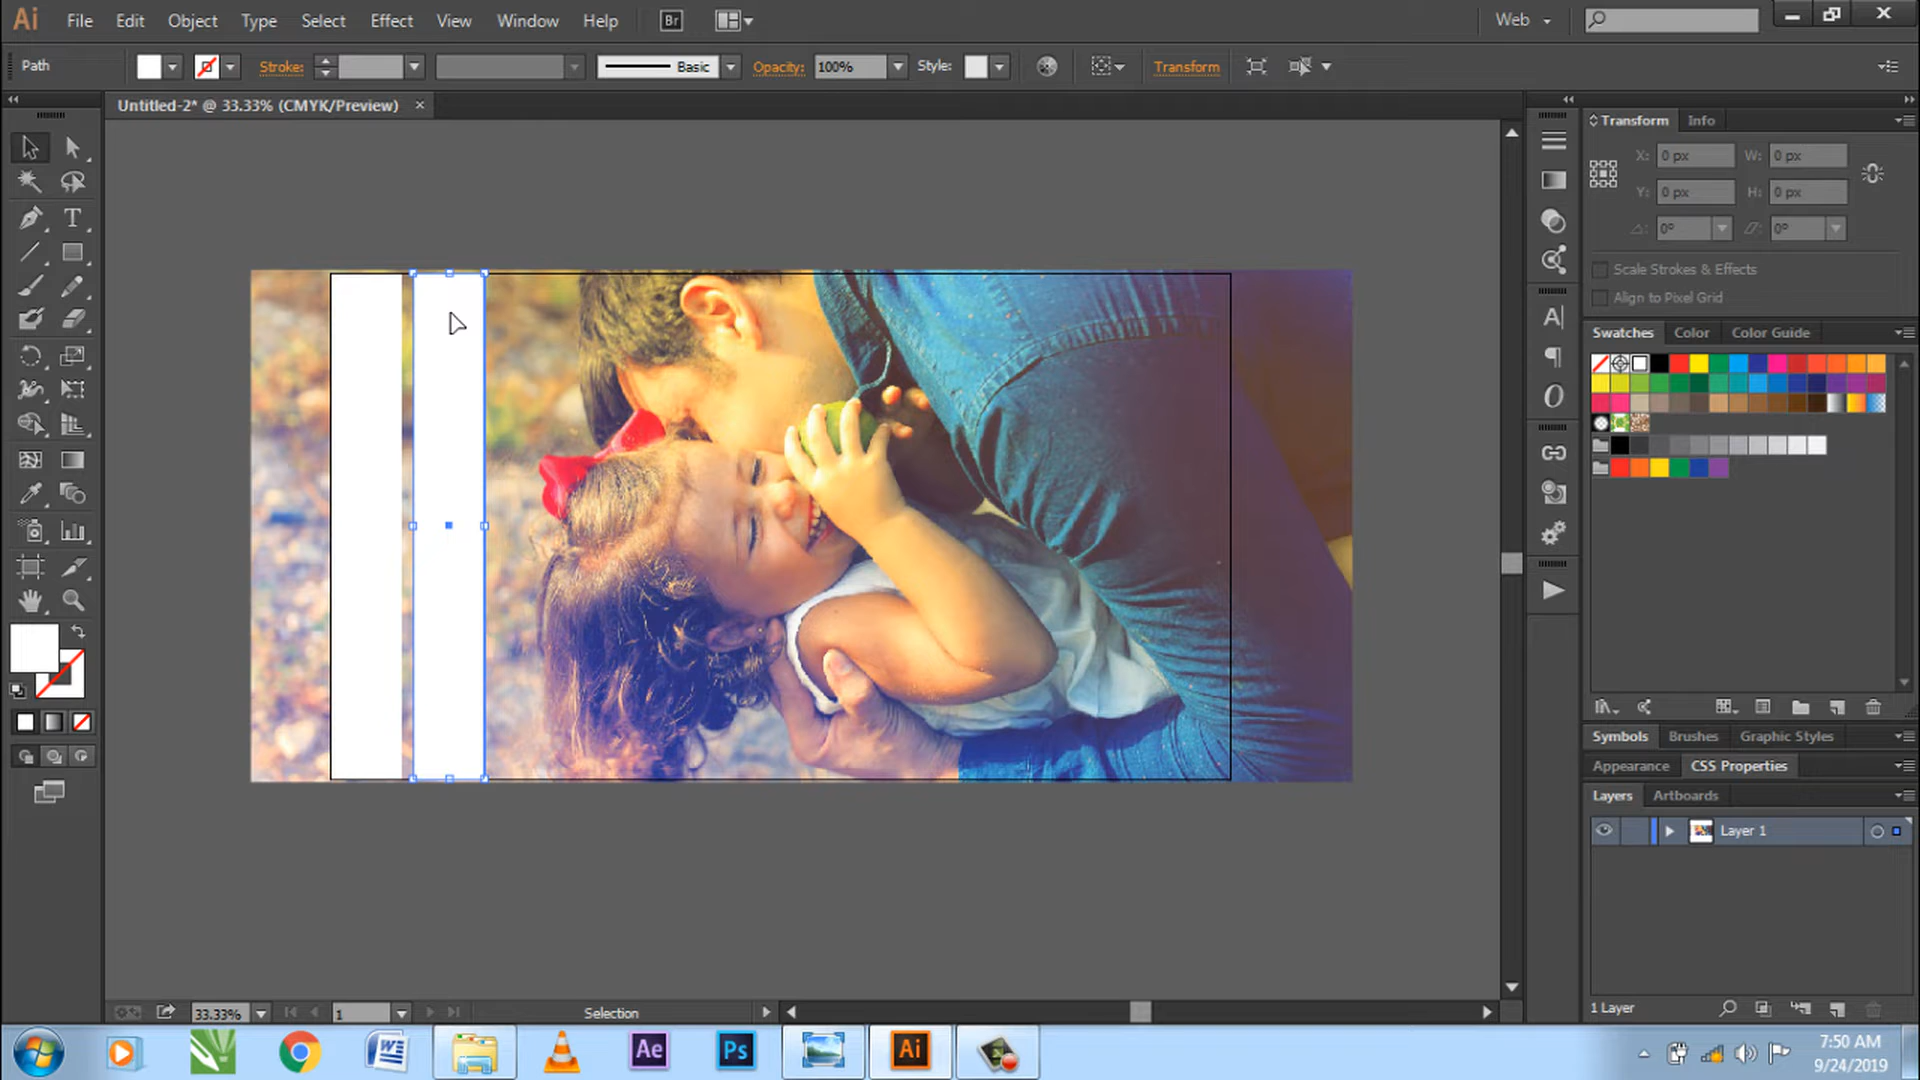 Ai File Edit Object Type Select Effect View Window Help Br Web
Path Stroke: Basic Opacity: 100% Style: Transform
Untitled-2* @ 33.33% (CMYK/Preview) ×
Transform Info
X: 0 px W: 0 px
Y: 0 px H: 0 px
0° 0°
Scale Strokes & Effects
Align to Pixel Grid
Swatches Color Color Guide
Symbols Brushes Graphic Styles
Appearance CSS Properties
Layers Artboards
Layer 1
1 Layer
33.33% 1 Selection
Ae Ps Ai
7:50 AM
9/24/2019